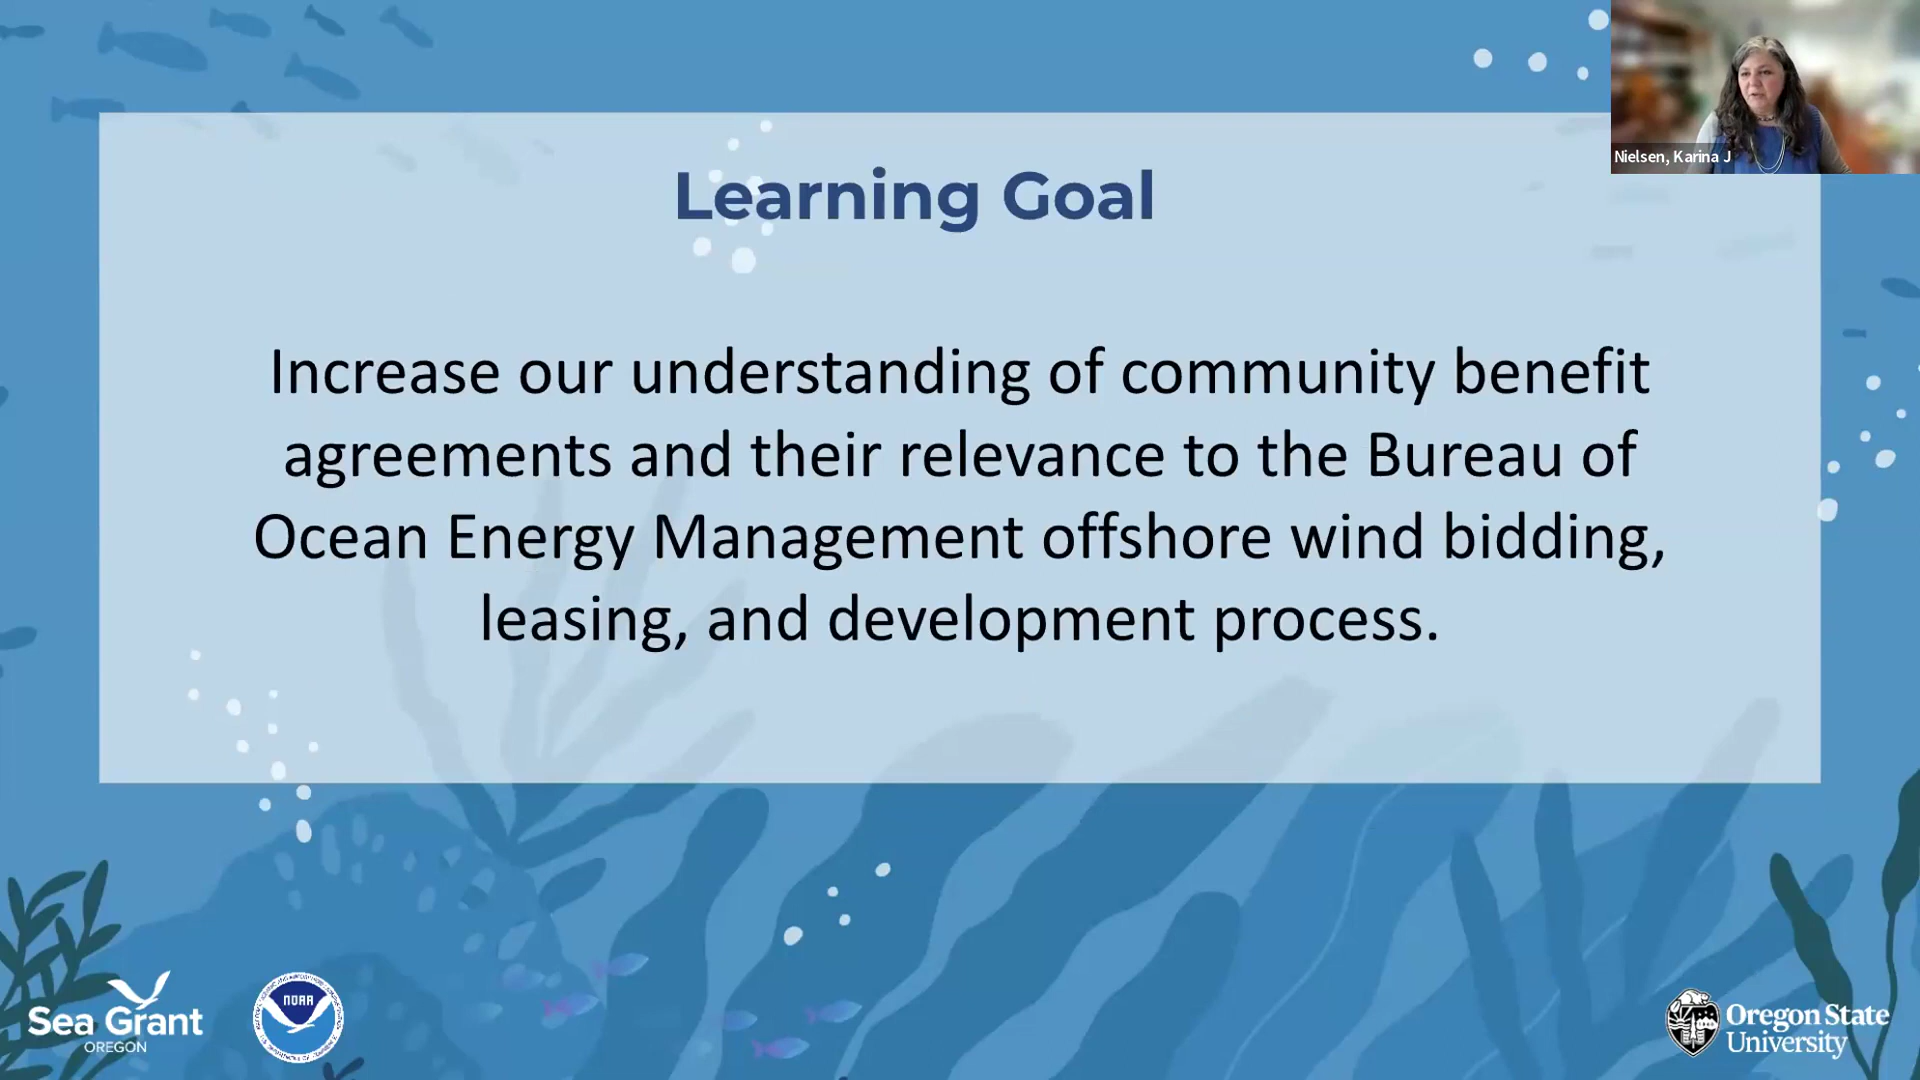 Nielsen, Karina J
Learning Goal
Increase our understanding of community benefit
agreements and their relevance to the Bureau of
Ocean Energy Management offshore wind bidding,
leasing, and development process.
Sea Grant
OREGON
NOAA
Oregon State
University